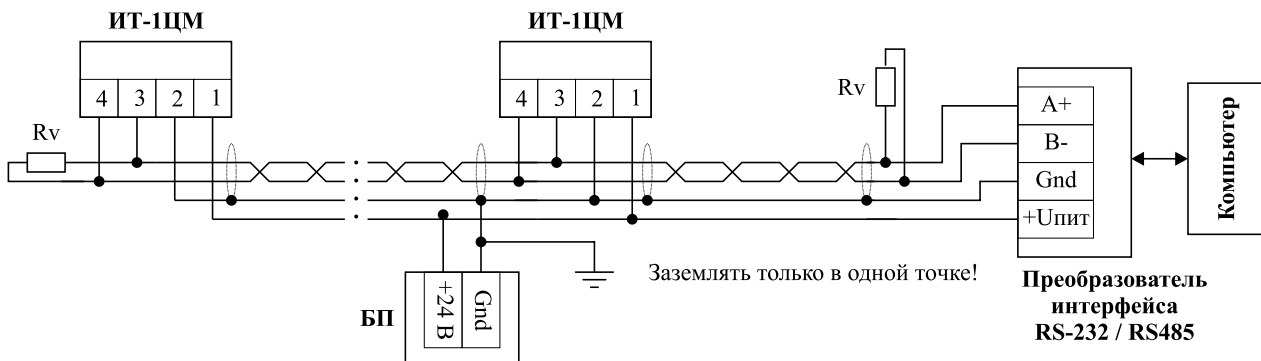 ИТ-1ЦМ
ИТ-1ЦМ
4 3 2 1
4 3 2 1
Rv
Rv
A+
B-
Gnd
+Uпит
Компьютер
+24 В
Gnd
БП
Заземлять только в одной точке!
Преобразователь
интерфейса
RS-232 / RS485